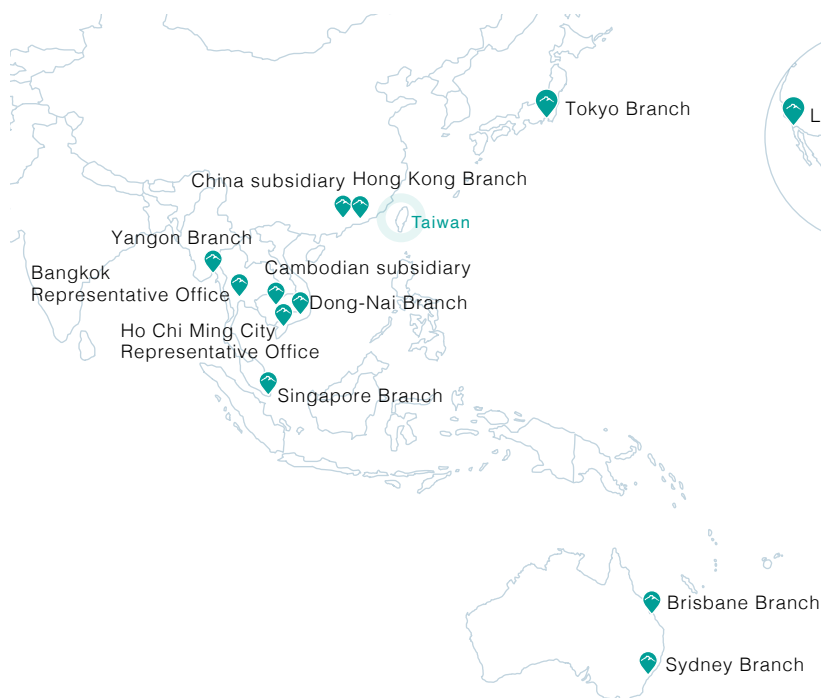 Tokyo Branch
L
China subsidiary
Hong Kong Branch
Taiwan
Yangon Branch
Bangkok
Representative Office
Cambodian subsidiary
Dong-Nai Branch
Ho Chi Ming City
Representative Office
Singapore Branch
Brisbane Branch
Sydney Branch